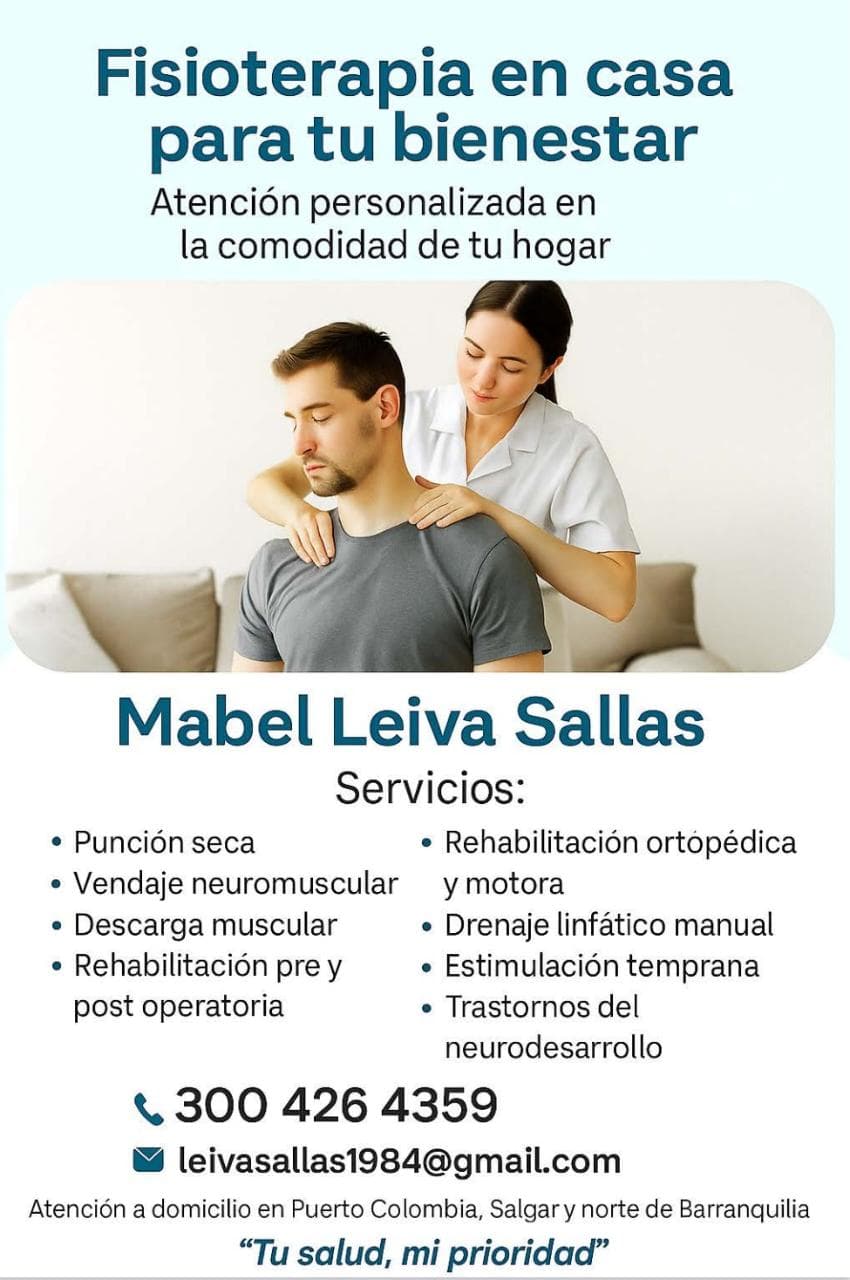 Fisioterapia en casa
para tu bienestar
Atención personalizada en
la comodidad de tu hogar
Mabel Leiva Sallas
Servicios:
• Punción seca
• Vendaje neuromuscular
• Descarga muscular
• Rehabilitación pre y
post operatoria
• Rehabilitación ortopédica
y motora
• Drenaje linfático manual
• Estimulación temprana
• Trastornos del
neurodesarrollo
300 426 4359
leivasallas1984@gmail.com
Atención a domicilio en Puerto Colombia, Salgar y norte de Barranquilia
“Tu salud, mi prioridad”